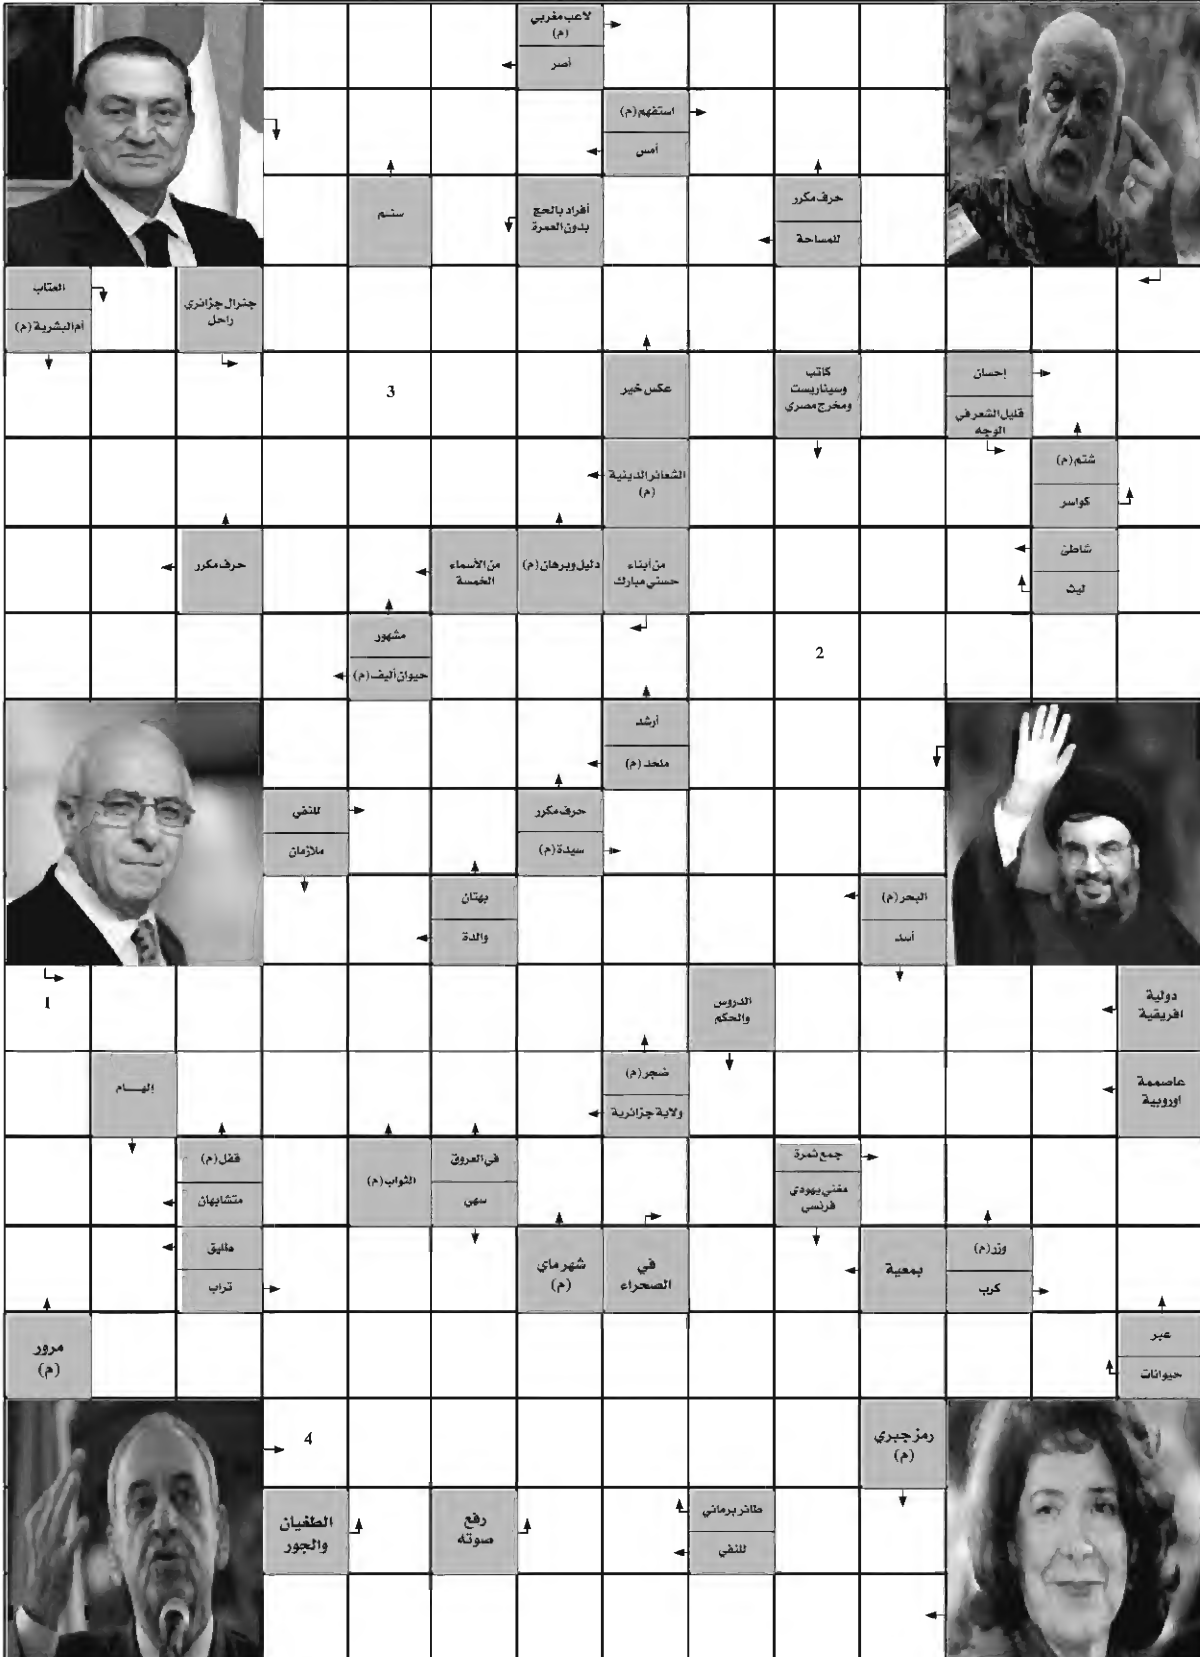 لاعب مغربي
(م)
أصر
استفهم (م)
أمس
حرف مكرر
للمساحة
أفراد بالحج
بدون العمرة
سئم
جنرال جزائري
راحل
العتاب
أم البشرية (م)
إحسان
قليل الشعر في
الوجه
كاتب
وسيناريست
ومخرج مصري
عكس خير
3
شتم (م)
كواسر
الشعائر الدينية
(م)
شاطئ
ليث
من أبناء
حسني مبارك
دليل وبرهان (م)
من الأسماء
الخمسة
حرف مكرر
2
مشهور
حيوان أليف (م)
أرشد
ملحد (م)
حرف مكرر
سيدة (م)
للنفي
ملازمان
البحر (م)
أسد
بهتان
والدة
دولية
افريقية
الدروس
والحكم
1
عاصمة
اوروبية
ضجر (م)
ولاية جزائرية
إلهــام
جمع ثمرة
مغني يهودي
فرنسي
في العروق
سهي
الثواب (م)
قفل (م)
متشابهان
وزر (م)
كرب
بمعية
في
الصحراء
شهر ماي
(م)
طليق
تراب
عبر
حيوانات
مرور
(م)
رمز جبري
(م)
4
طائر برماني
للنفي
رفع
صوته
الطغيان
والجور